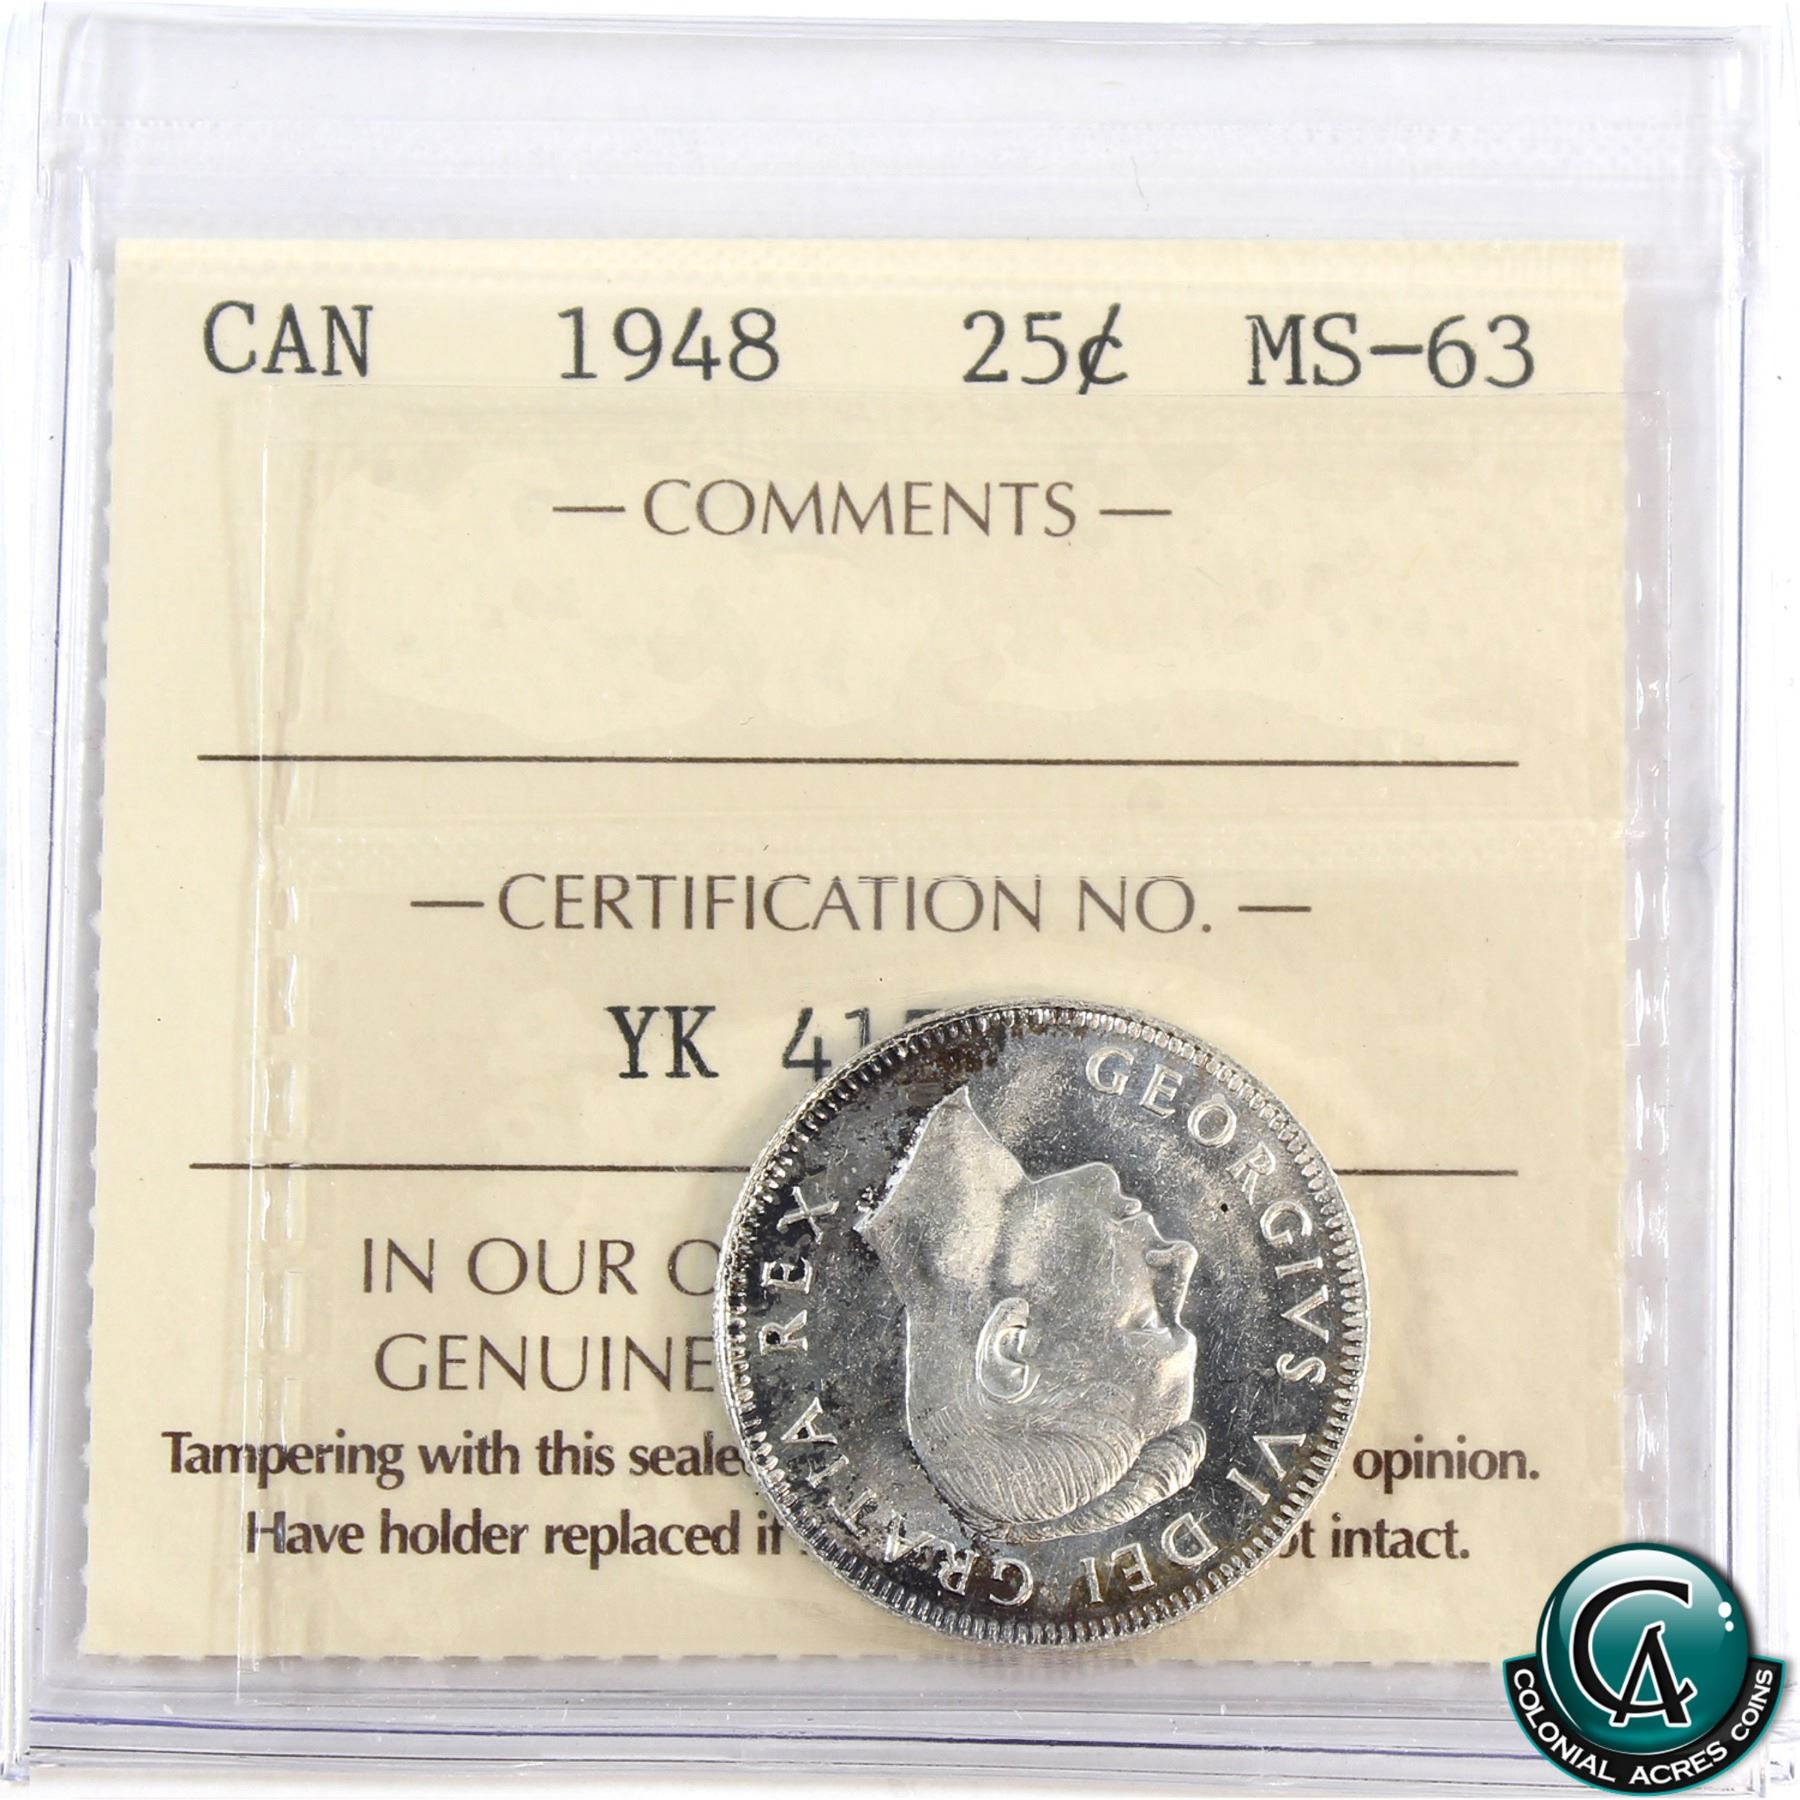 CAN 1948 25¢ MS-63
— COMMENTS —
— CERTIFICATION NO. —
YK 41
IN OUR
GENUINE
Tampering with this opinion.
Have holder replaced intact.
GEORGIVS VI DEI GRATIA REX
CA
COLONIAL ACRES COINS